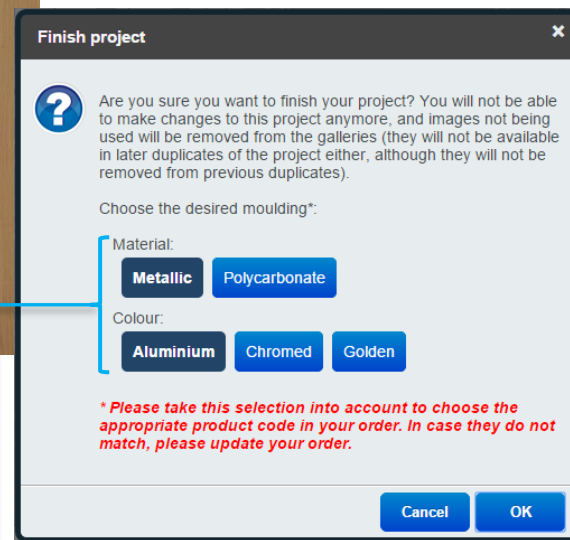 Finish project
×
?
Are you sure you want to finish your project? You will not be able
to make changes to this project anymore, and images not being
used will be removed from the galleries (they will not be available
in later duplicates of the project either, although they will not be
removed from previous duplicates).
Choose the desired moulding*:
Material:
Metallic Polycarbonate
Colour:
Aluminium Chromed Golden
* Please take this selection into account to choose the
appropriate product code in your order. In case they do not
match, please update your order.
Cancel OK